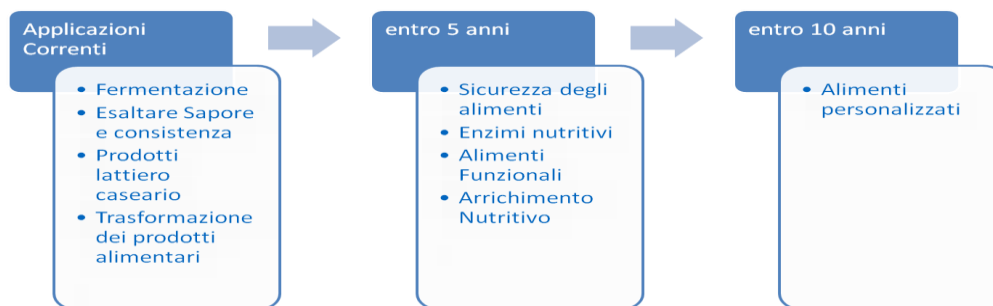 Applicazioni
Correnti
• Fermentazione
• Esaltare Sapore
e consistenza
• Prodotti
lattiero
caseario
• Trasformazione
dei prodotti
alimentari
entro 5 anni
• Sicurezza degli
alimenti
• Enzimi nutritivi
• Alimenti
Funzionali
• Arrichimento
Nutritivo
entro 10 anni
• Alimenti
personalizzati